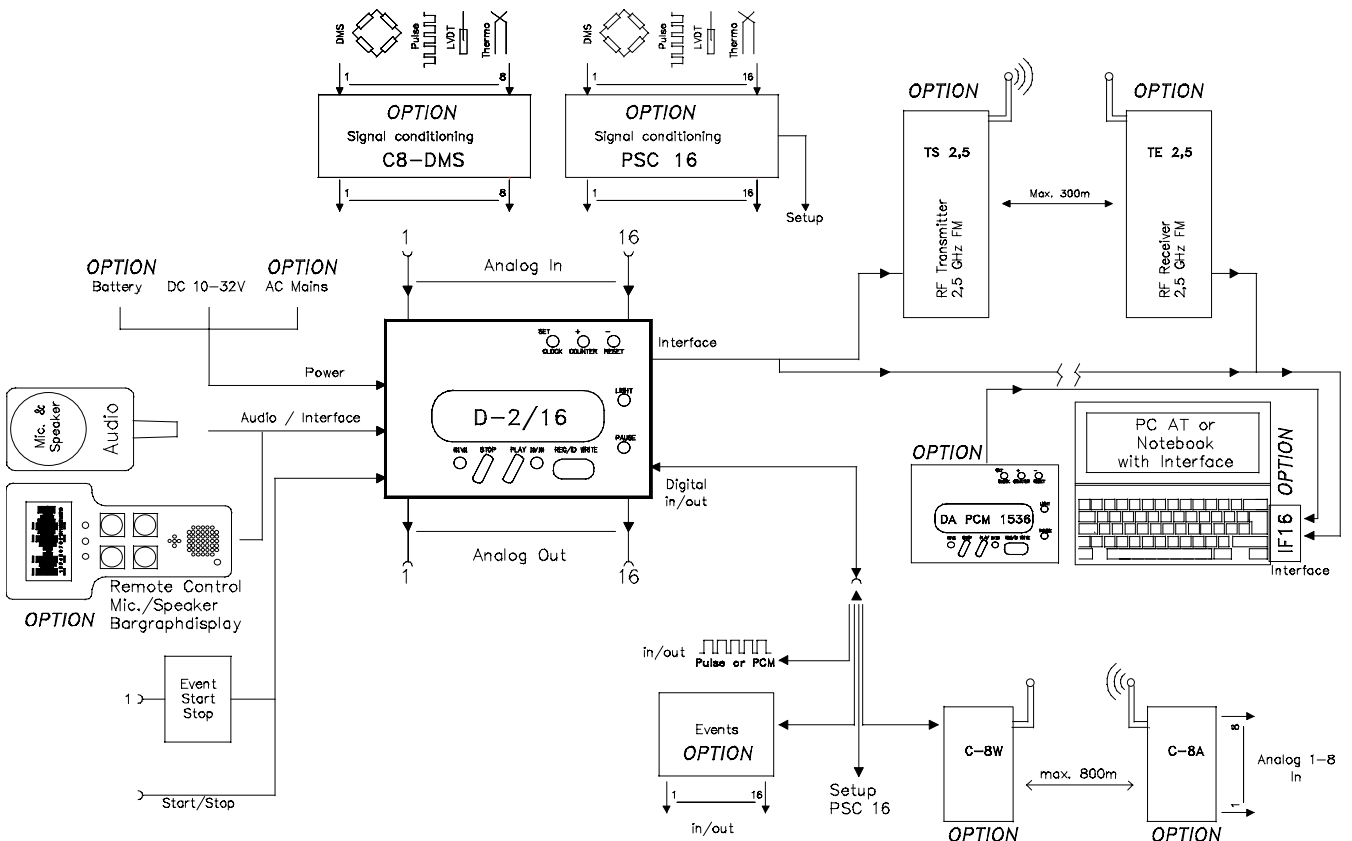 DMS
Pulse
LVDT
Thermo
DMS
Pulse
LVDT
Thermo
1 8
1 16
OPTION
Signal conditioning
C8-DMS
OPTION
Signal conditioning
PSC 16
1 8
1 16
Setup
OPTION
TS 2,5
RF Transmitter
2,5 GHz FM
Max. 300m
OPTION
TE 2,5
RF Receiver
2,5 GHz FM
1 16
Analog In
OPTION
Battery
DC 10-32V
OPTION
AC Mains
Power
Mic. &
Speaker
Audio
Audio / Interface
SET + -
CLOCK COUNTER RESET
LIGHT
D-2/16
PAUSE
STOP PLAY REC/ID WRITE
Interface
Digital
in/out
Analog Out
1 16
OPTION
Remote Control
Mic./Speaker
Bargraphdisplay
1
Event
Start
Stop
Start/Stop
OPTION
DA PCM 1536
PC AT or
Notebook
with Interface
OPTION
IF16
Interface
in/out
Pulse or PCM
Events
OPTION
1 16
in/out
Setup
PSC 16
C-8W
OPTION
max. 800m
C-8A
OPTION
8
1
Analog 1-8
In